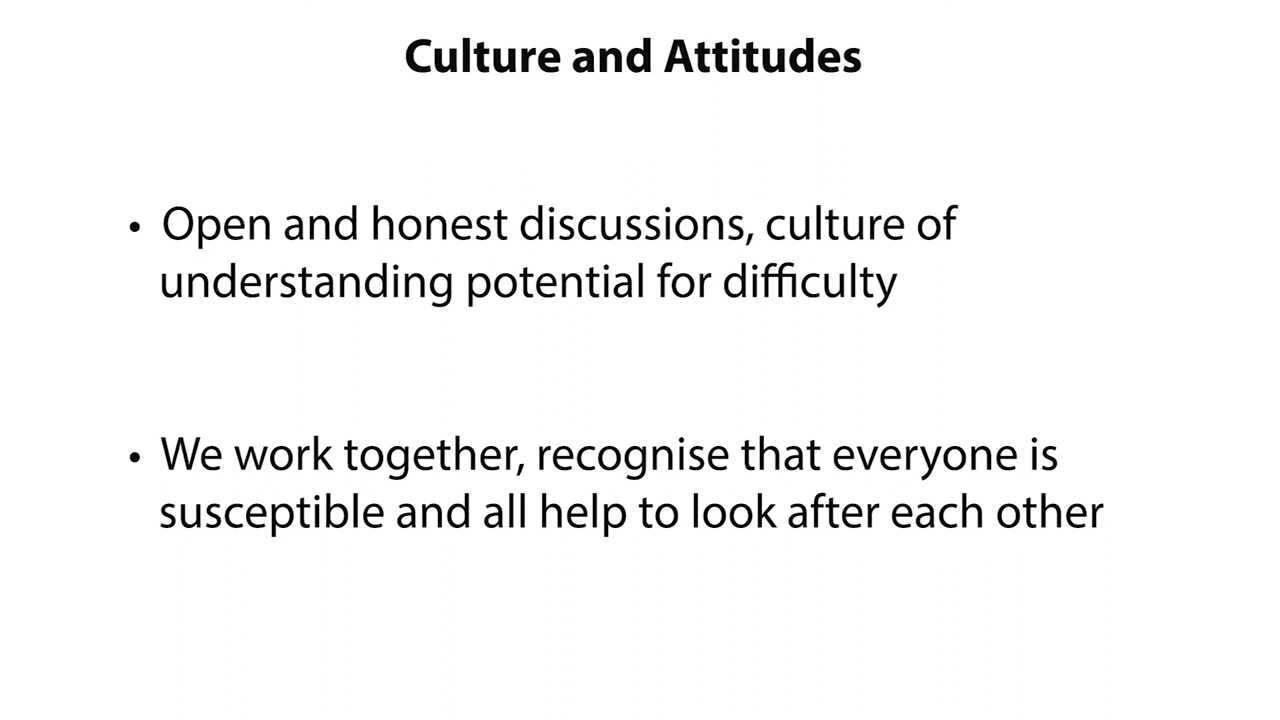 Culture and Attitudes
• Open and honest discussions, culture of
understanding potential for difficulty
• We work together, recognise that everyone is
susceptible and all help to look after each other